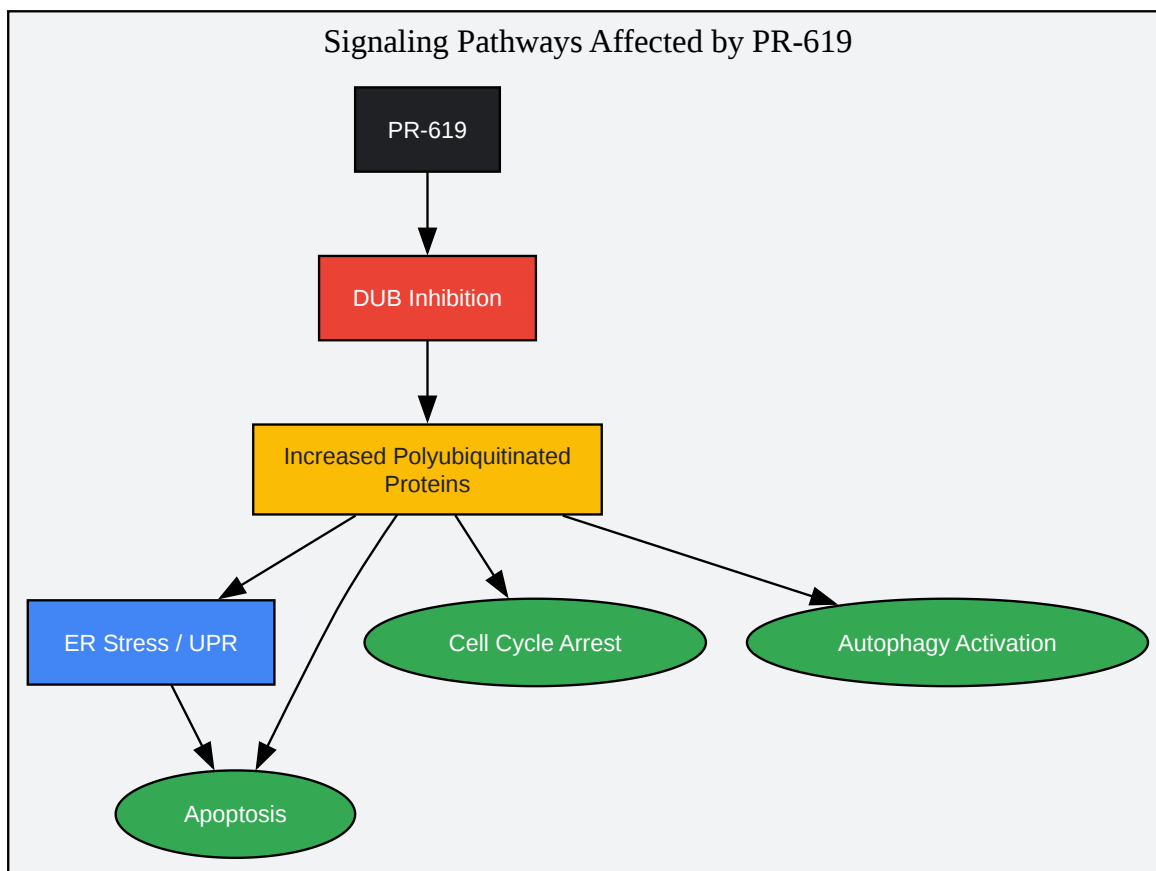 Signaling Pathways Affected by PR-619
PR-619
DUB Inhibition
Increased Polyubiquitinated
Proteins
ER Stress / UPR
Cell Cycle Arrest
Autophagy Activation
Apoptosis